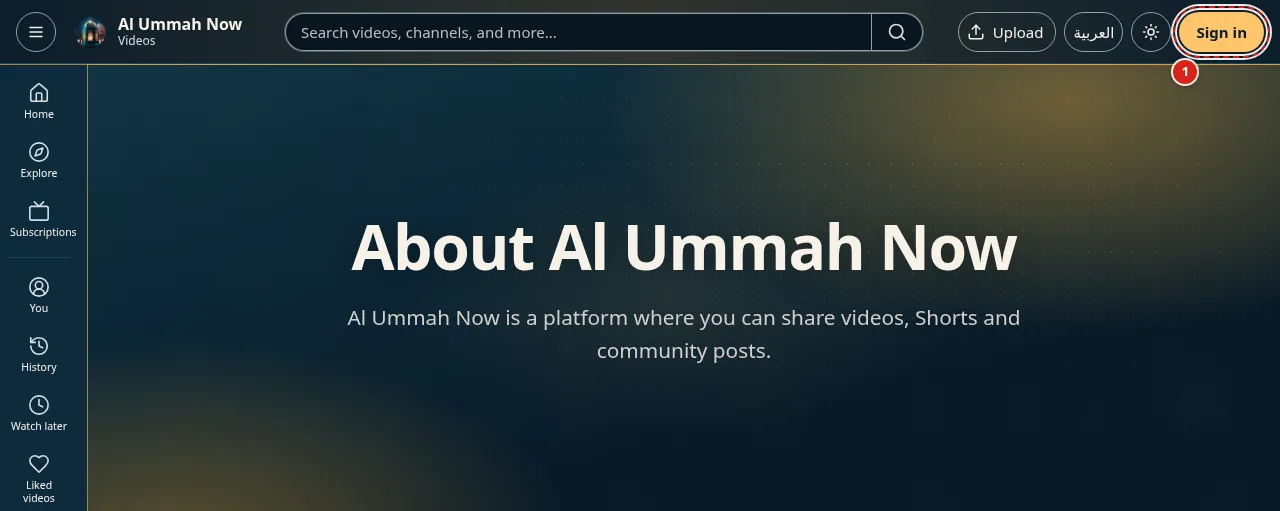 Al Ummah Now
Videos
Search videos, channels, and more...
Upload
العربية
Sign in
1
Home
Explore
Subscriptions
You
History
Watch later
Liked
videos
About Al Ummah Now
Al Ummah Now is a platform where you can share videos, Shorts and
community posts.